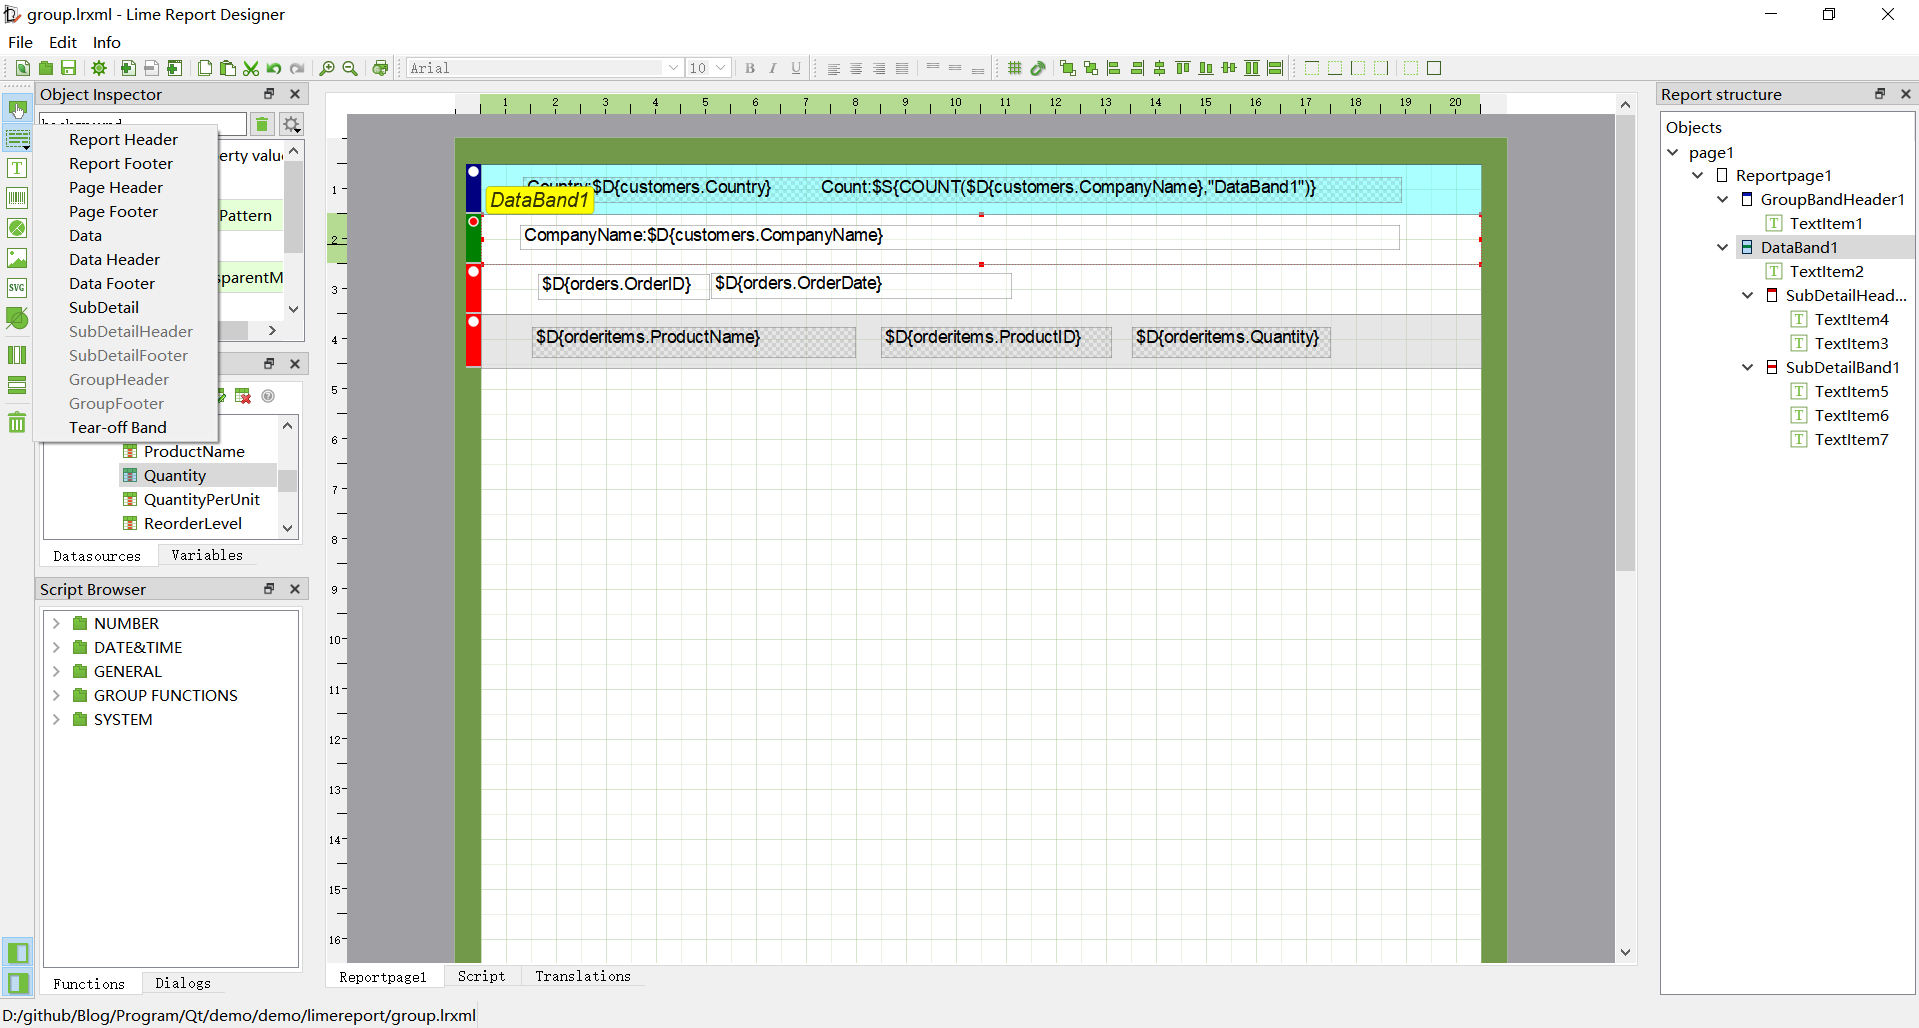 group.lrxml - Lime Report Designer
File Edit Info
Arial 10 B I U
Object Inspector
erty valu
Pattern
sparentM
Report Header
Report Footer
Page Header
Page Footer
Data
Data Header
Data Footer
SubDetail
SubDetailHeader
SubDetailFooter
GroupHeader
GroupFooter
Tear-off Band
T
SVG
ProductName
Quantity
QuantityPerUnit
ReorderLevel
Datasources Variables
Script Browser
NUMBER
DATE&TIME
GENERAL
GROUP FUNCTIONS
SYSTEM
Functions Dialogs
1 2 3 4 5 6 7 8 9 10 11 12 13 14 15 16 17 18 19 20
1
2
3
4
5
6
7
8
9
10
11
12
13
14
15
16
Country:$D{customers.Country} Count:$S{COUNT($D{customers.CompanyName},"DataBand1")}
DataBand1
CompanyName:$D{customers.CompanyName}
$D{orders.OrderID} $D{orders.OrderDate}
$D{orderitems.ProductName} $D{orderitems.ProductID} $D{orderitems.Quantity}
Reportpage1 Script Translations
Report structure
Objects
page1
Reportpage1
GroupBandHeader1
T TextItem1
DataBand1
T TextItem2
SubDetailHead...
T TextItem4
T TextItem3
SubDetailBand1
T TextItem5
T TextItem6
T TextItem7
D:/github/Blog/Program/Qt/demo/demo/limereport/group.lrxml